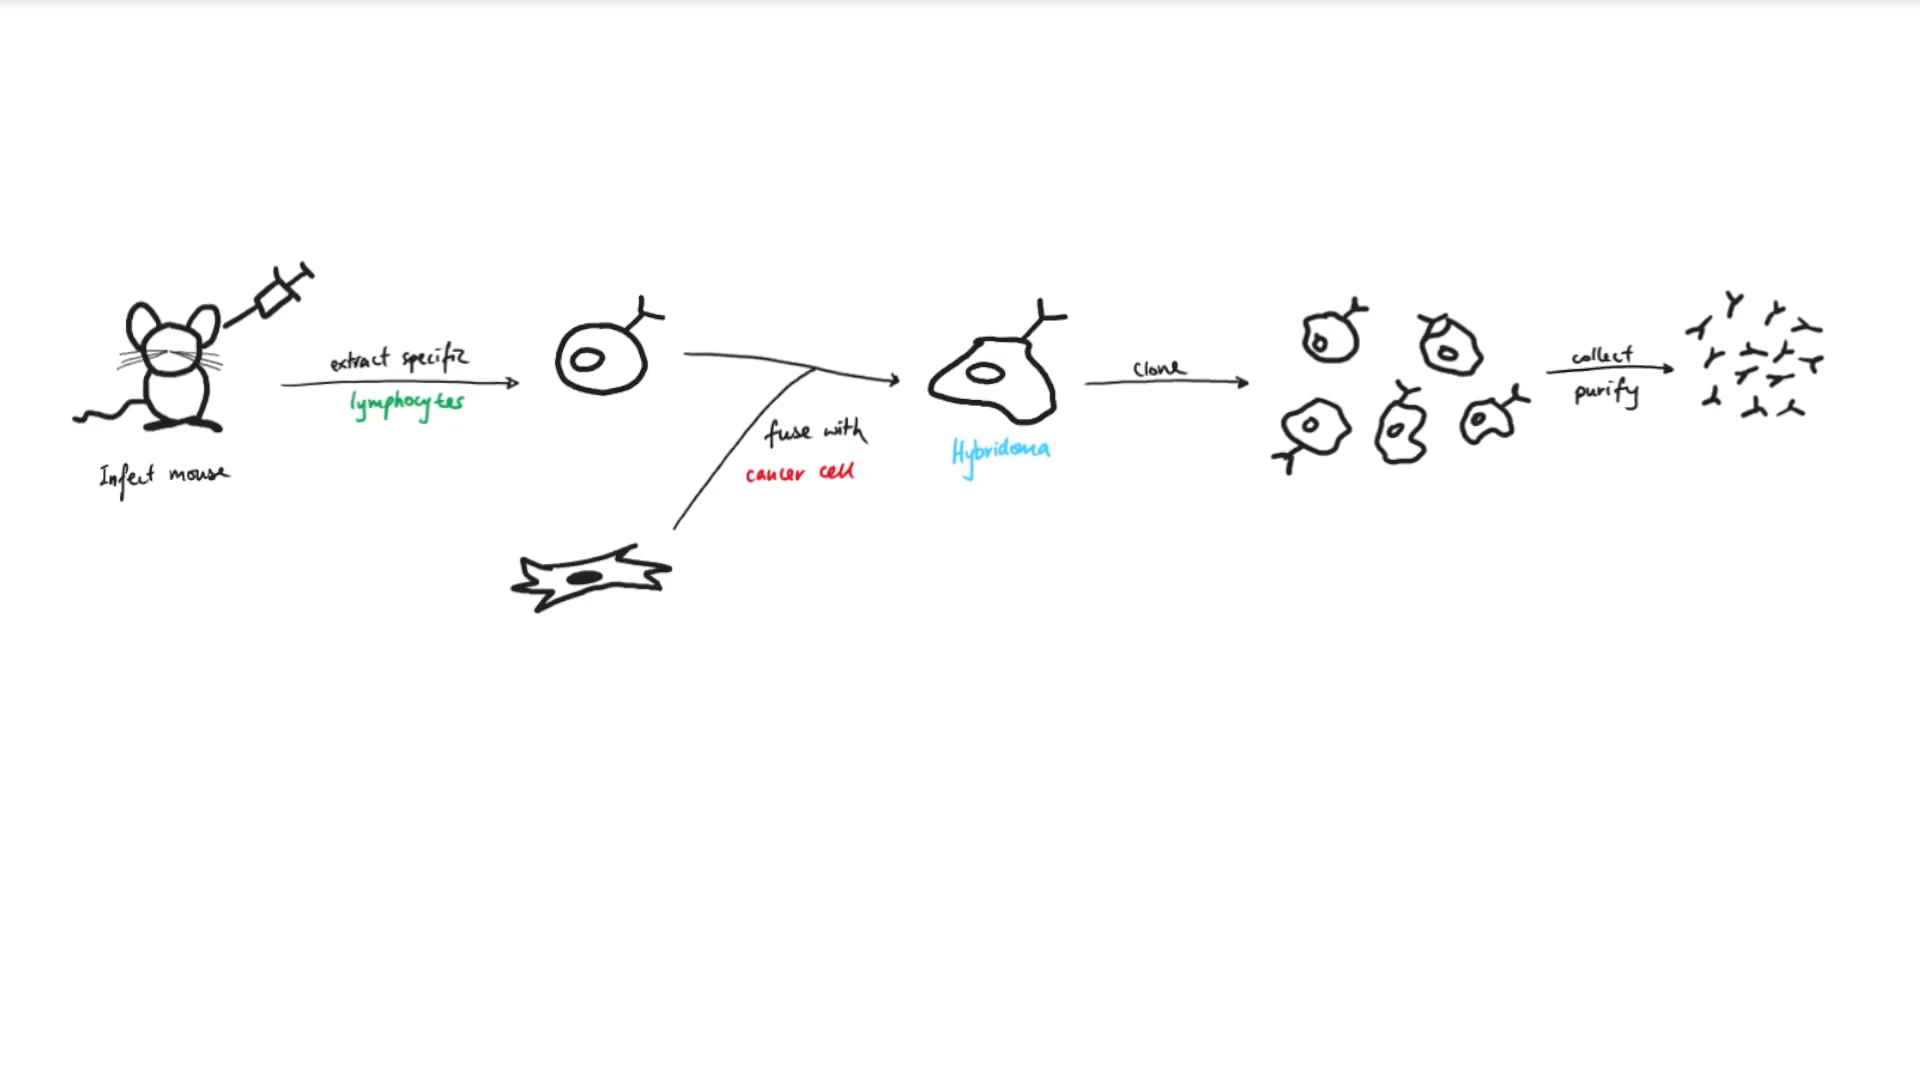 Infect mouse
extract specific
lymphocytes
fuse with
cancer cell
Hybridoma
Clone
collect
purify